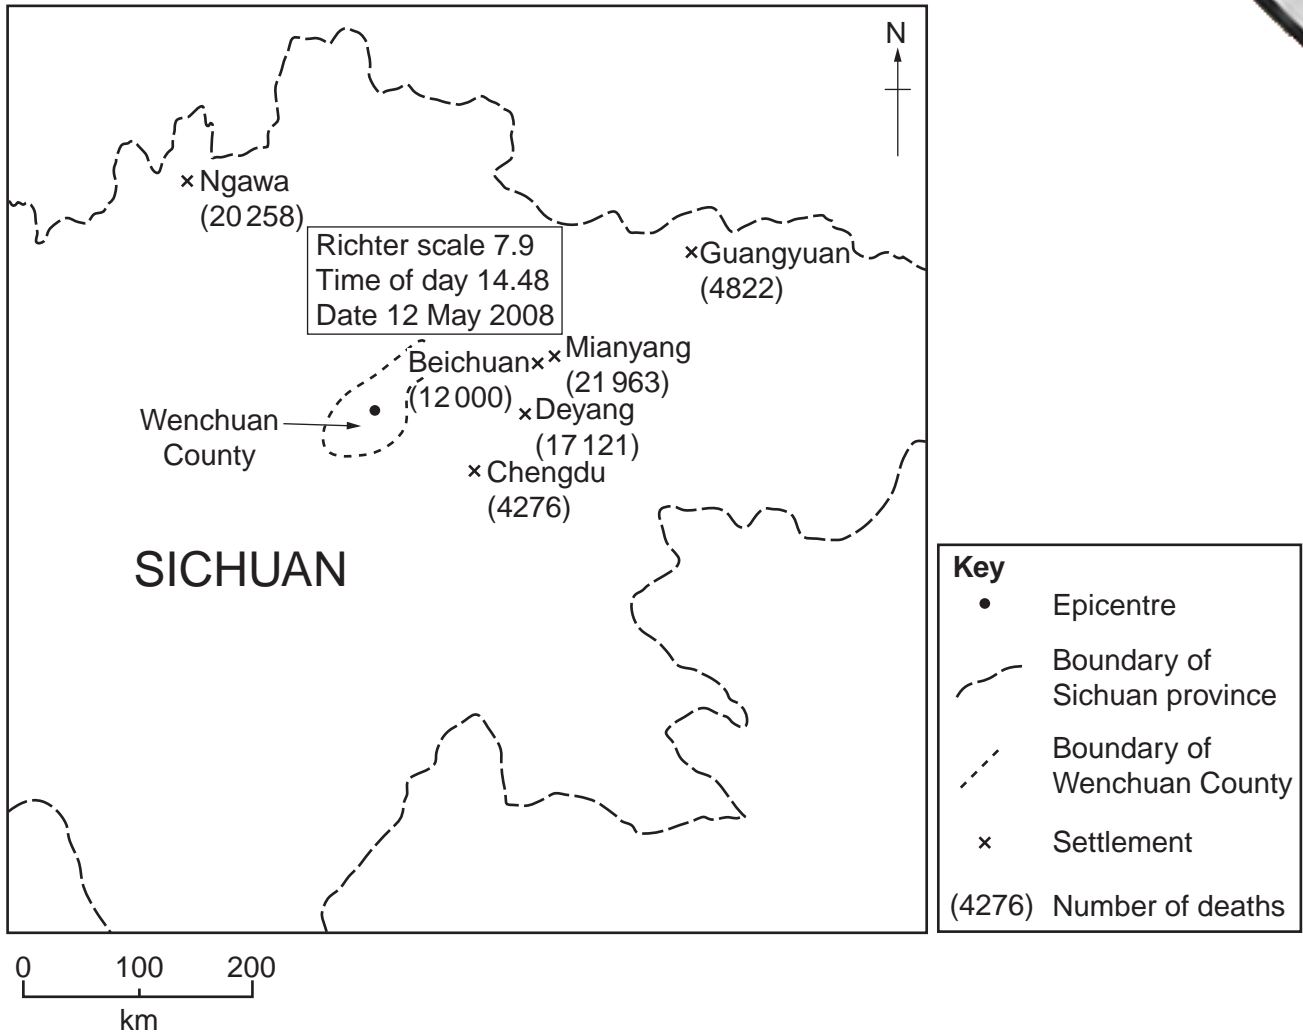 N
Ngawa
(20 258)
Richter scale 7.9
Time of day 14.48
Date 12 May 2008
Guangyuan
(4822)
Mianyang
(21 963)
Beichuan
(12 000)
Deyang
(17 121)
Wenchuan
County
Chengdu
(4276)
SICHUAN
Key
Epicentre
Boundary of
Sichuan province
Boundary of
Wenchuan County
Settlement
(4276) Number of deaths
0 100 200
km